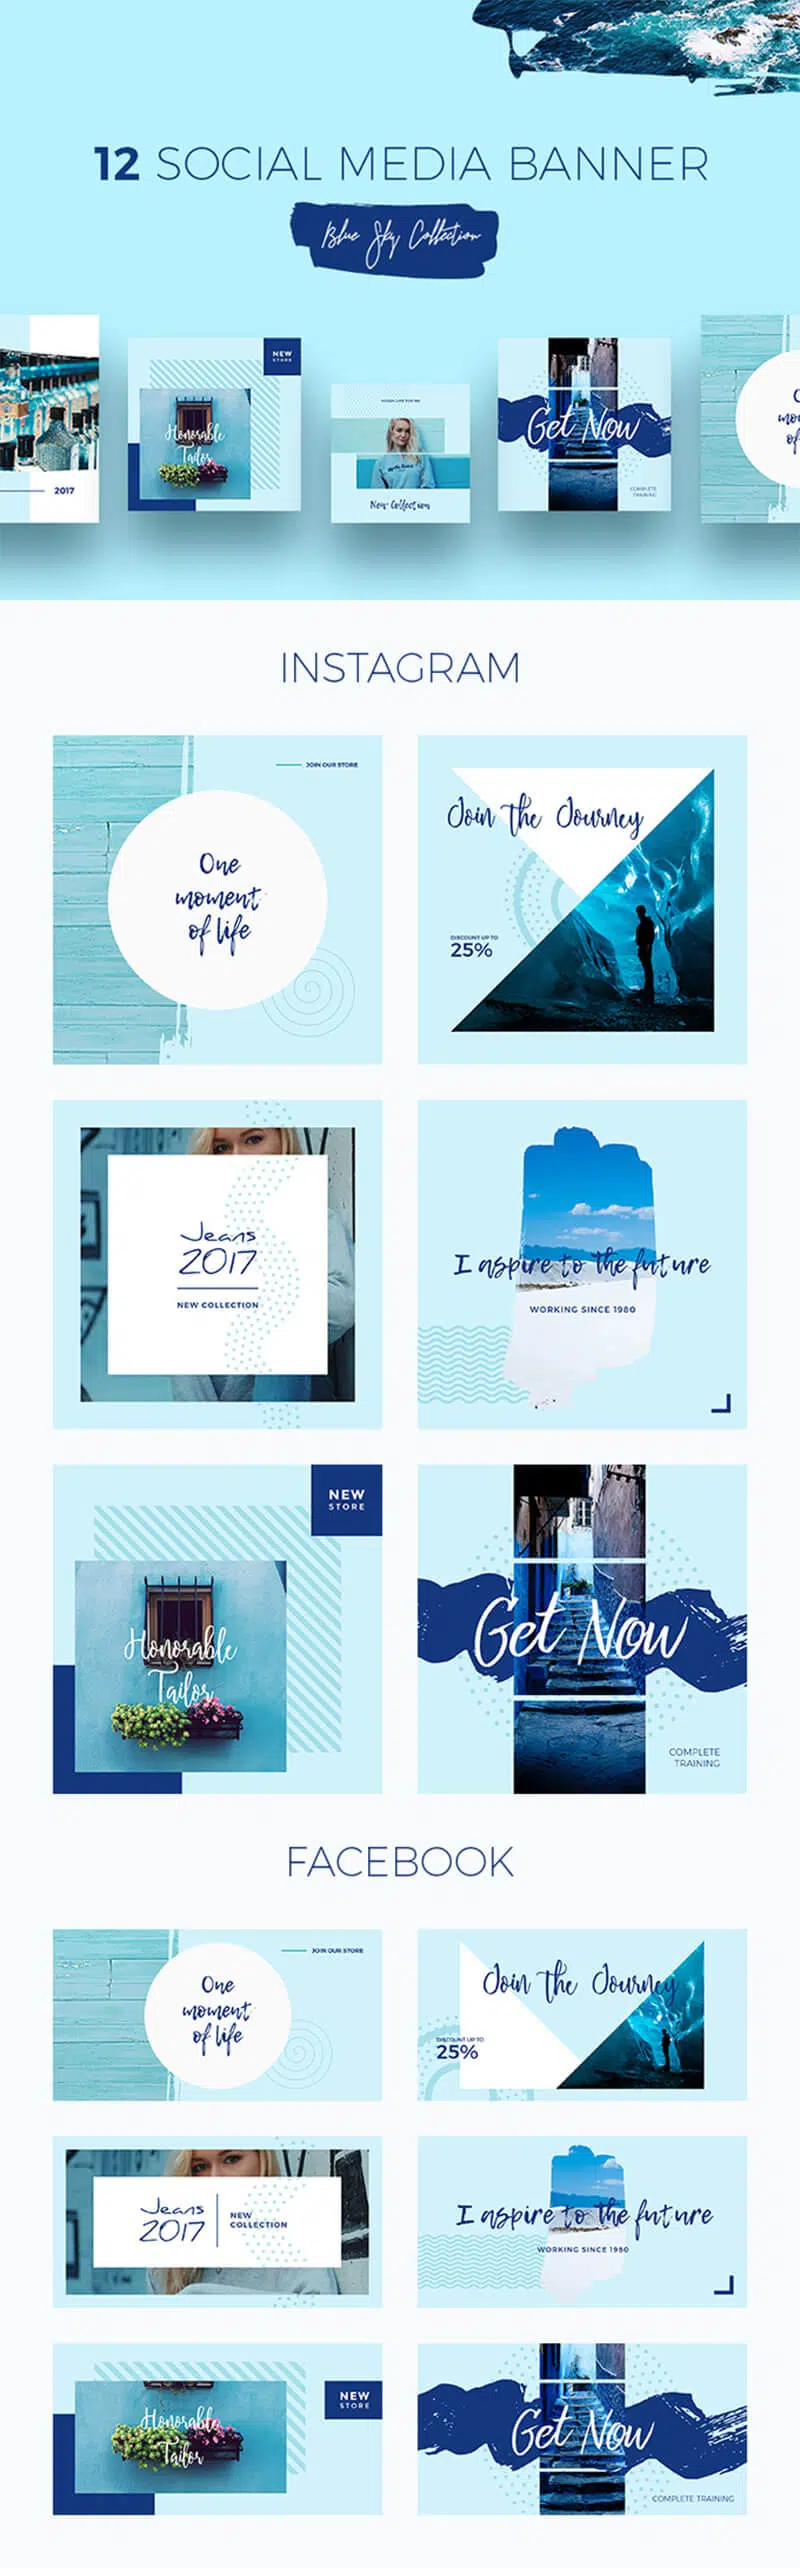 12 SOCIAL MEDIA BANNER
Blue Sky Collection
2017
NEW
STORE
Honorable
Tailor
New Collection
Get Now
COMPLETE
TRAINING
INSTAGRAM
JOIN OUR STORE
One
moment
of life
Join the Journey
DISCOUNT UP TO
25%
Jeans
2017
NEW COLLECTION
I aspire to the future
WORKING SINCE 1980
NEW
STORE
Honorable
Tailor
Get Now
COMPLETE
TRAINING
FACEBOOK
JOIN OUR STORE
One
moment
of life
Join the Journey
DISCOUNT UP TO
25%
Jeans
2017
NEW
COLLECTION
I aspire to the future
WORKING SINCE 1980
NEW
STORE
Honorable
Tailor
Get Now
COMPLETE TRAINING